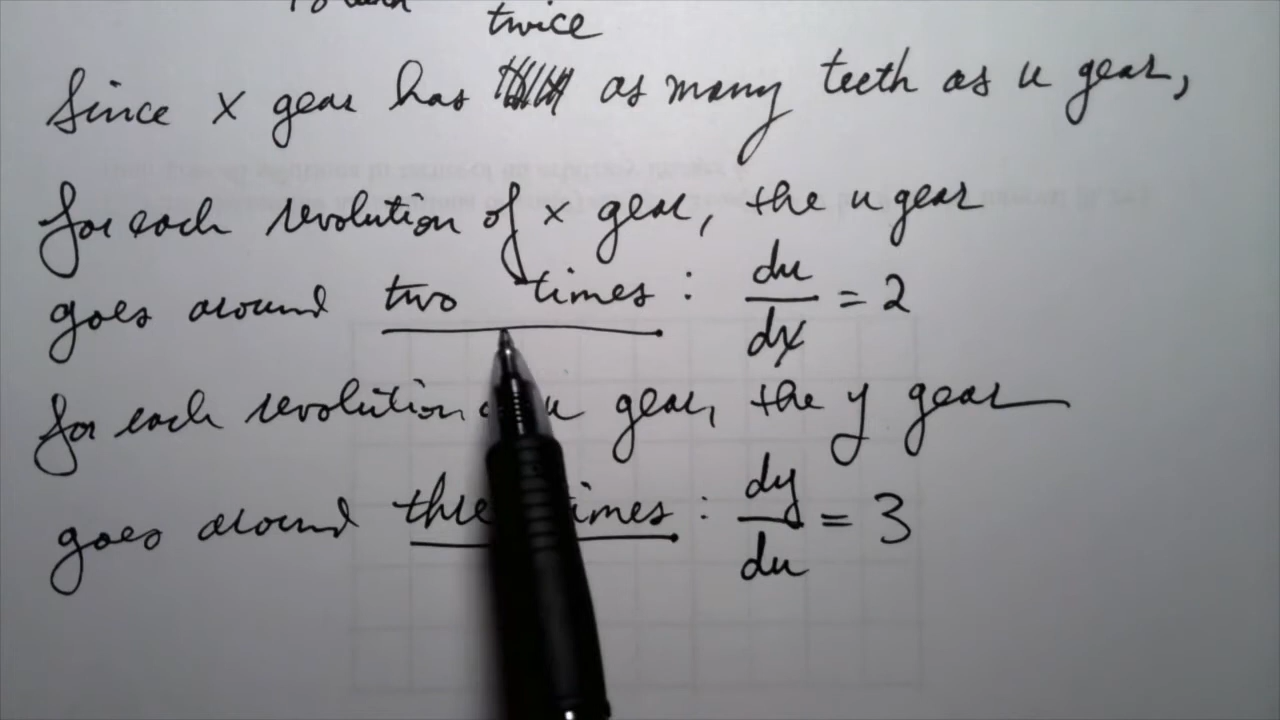 twice
Since x gear has as many teeth as u gear,
for each revolution of x gear, the u gear
goes around two times : du/dx = 2
for each revolution u gear, the y gear
goes around three times : dy/du = 3